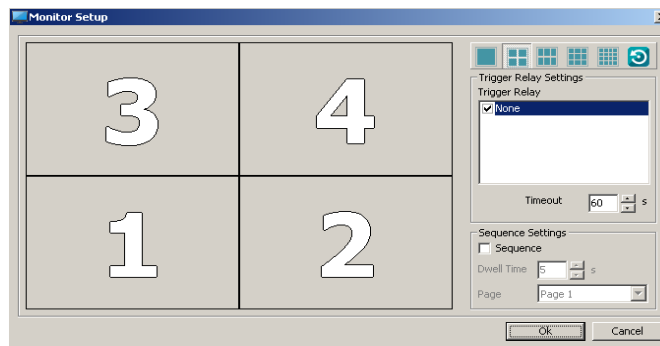 Monitor Setup
3
4
1
2
Trigger Relay Settings
Trigger Relay
None
Timeout 60 s
Sequence Settings
Sequence
Dwell Time 5 s
Page Page 1
Ok Cancel